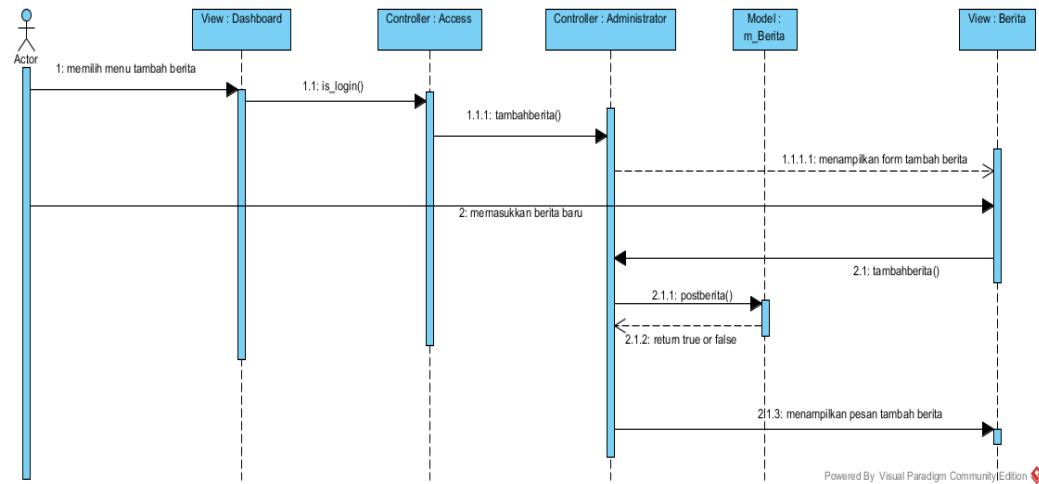 View : Dashboard
Controller : Access
Controller : Administrator
Model :
m_Berita
View : Berita
Actor
1: memilih menu tambah berita
1.1: is_login()
1.1.1: tambahberita()
1.1.1.1: menampilkan form tambah berita
2: memasukkan berita baru
2.1: tambahberita()
2.1.1: postberita()
2.1.2: return true or false
2.1.3: menampilkan pesan tambah berita
Powered By Visual Paradigm Community Edition